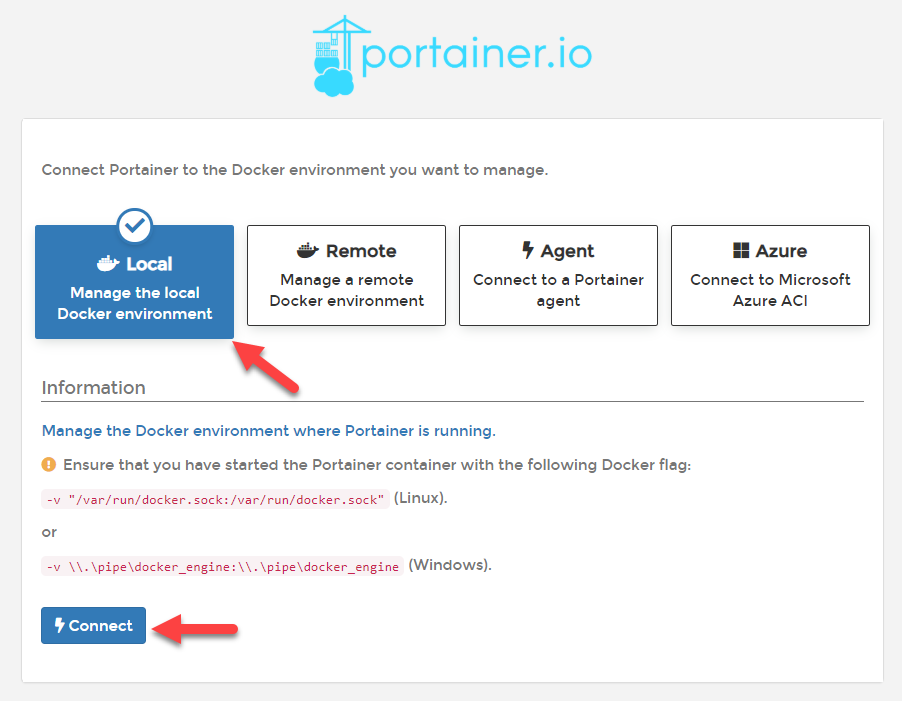 portainer.io
Connect Portainer to the Docker environment you want to manage.
Local
Manage the local
Docker environment
Remote
Manage a remote
Docker environment
Agent
Connect to a Portainer
agent
Azure
Connect to Microsoft
Azure ACI
Information
Manage the Docker environment where Portainer is running.
Ensure that you have started the Portainer container with the following Docker flag:
-v "/var/run/docker.sock:/var/run/docker.sock" (Linux).
or
-v \\.\pipe\docker_engine:\\.\pipe\docker_engine (Windows).
Connect